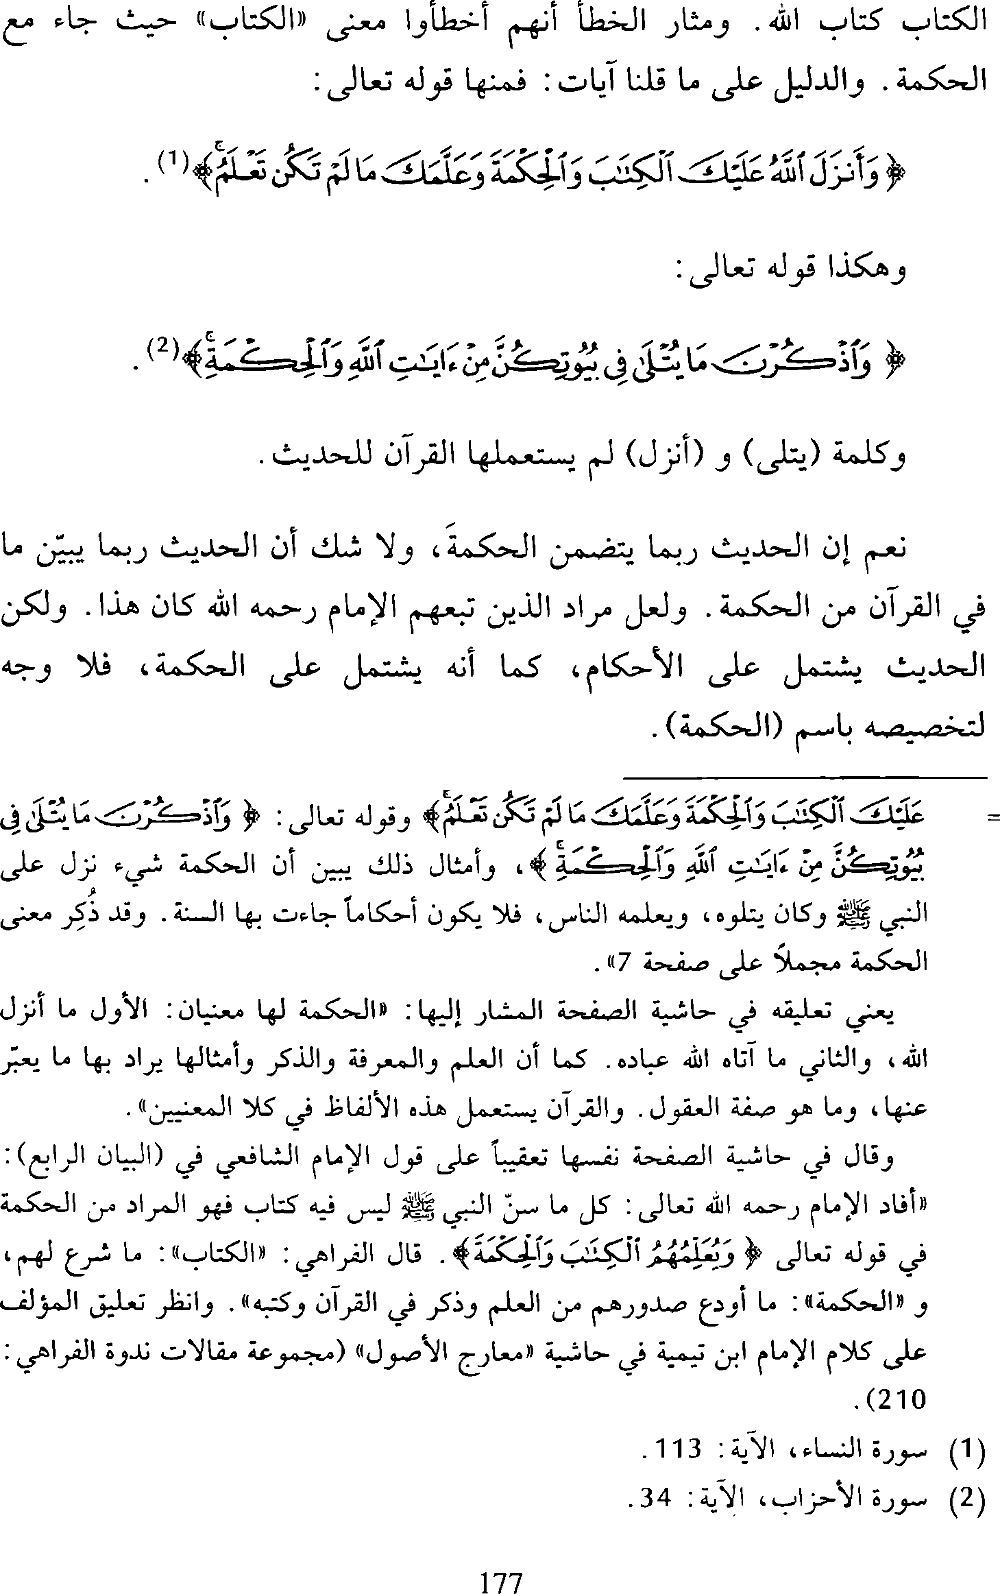 الكتاب كتاب الله. ومثار الخطأ أنهم أخطأوا معنى «الكتاب» حيث جاء مع
الحكمة. والدليل على ما قلنا آيات: فمنها قوله تعالى:
﴿وَأَنزَلَ ٱللَّهُ عَلَيْكَ ٱلْكِتَٰبَ وَٱلْحِكْمَةَ وَعَلَّمَكَ مَا لَمْ تَكُن تَعْلَمُ ۚ﴾(1).
وهكذا قوله تعالى:
﴿وَٱذْكُرْنَ مَا يُتْلَىٰ فِى بُيُوتِكُنَّ مِنْ ءَايَٰتِ ٱللَّهِ وَٱلْحِكْمَةِ ۚ﴾(2).
وكلمة (يتلى) و (أنزل) لم يستعملها القرآن للحديث.
نعم إن الحديث ربما يتضمن الحكمةَ، ولا شك أن الحديث ربما يبيّن ما
في القرآن من الحكمة. ولعل مراد الذين تبعهم الإمام رحمه الله كان هذا. ولكن
الحديث يشتمل على الأحكام، كما أنه يشتمل على الحكمة، فلا وجه
لتخصيصه باسم (الحكمة).
= عَلَيْكَ ٱلْكِتَٰبَ وَٱلْحِكْمَةَ وَعَلَّمَكَ مَا لَمْ تَكُن تَعْلَمُ ۚ﴾ وقوله تعالى: ﴿وَٱذْكُرْنَ مَا يُتْلَىٰ فِى
بُيُوتِكُنَّ مِنْ ءَايَٰتِ ٱللَّهِ وَٱلْحِكْمَةِ ۚ﴾، وأمثال ذلك يبين أن الحكمة شيء نزل على
النبي ﷺ وكان يتلوه، ويعلمه الناس، فلا يكون أحكاماً جاءت بها السنة. وقد ذُكِر معنى
الحكمة مجملاً على صفحة 7».
يعني تعليقه في حاشية الصفحة المشار إليها: «الحكمة لها معنيان: الأول ما أنزل
الله، والثاني ما آتاه الله عباده. كما أن العلم والمعرفة والذكر وأمثالها يراد بها ما يعبّر
عنها، وما هو صفة العقول. والقرآن يستعمل هذه الألفاظ في كلا المعنيين».
وقال في حاشية الصفحة نفسها تعقيباً على قول الإمام الشافعي في (البيان الرابع):
«أفاد الإمام رحمه الله تعالى: كل ما سنّ النبي ﷺ ليس فيه كتاب فهو المراد من الحكمة
في قوله تعالى ﴿وَيُعَلِّمُهُمُ ٱلْكِتَٰبَ وَٱلْحِكْمَةَ﴾. قال الفراهي: «الكتاب»: ما شرع لهم،
و «الحكمة»: ما أودع صدورهم من العلم وذكر في القرآن وكتبه». وانظر تعليق المؤلف
على كلام الإمام ابن تيمية في حاشية «معارج الأصول» (مجموعة مقالات ندوة الفراهي:
210).
(1) سورة النساء، الآية: 113.
(2) سورة الأحزاب، الآية: 34.
177